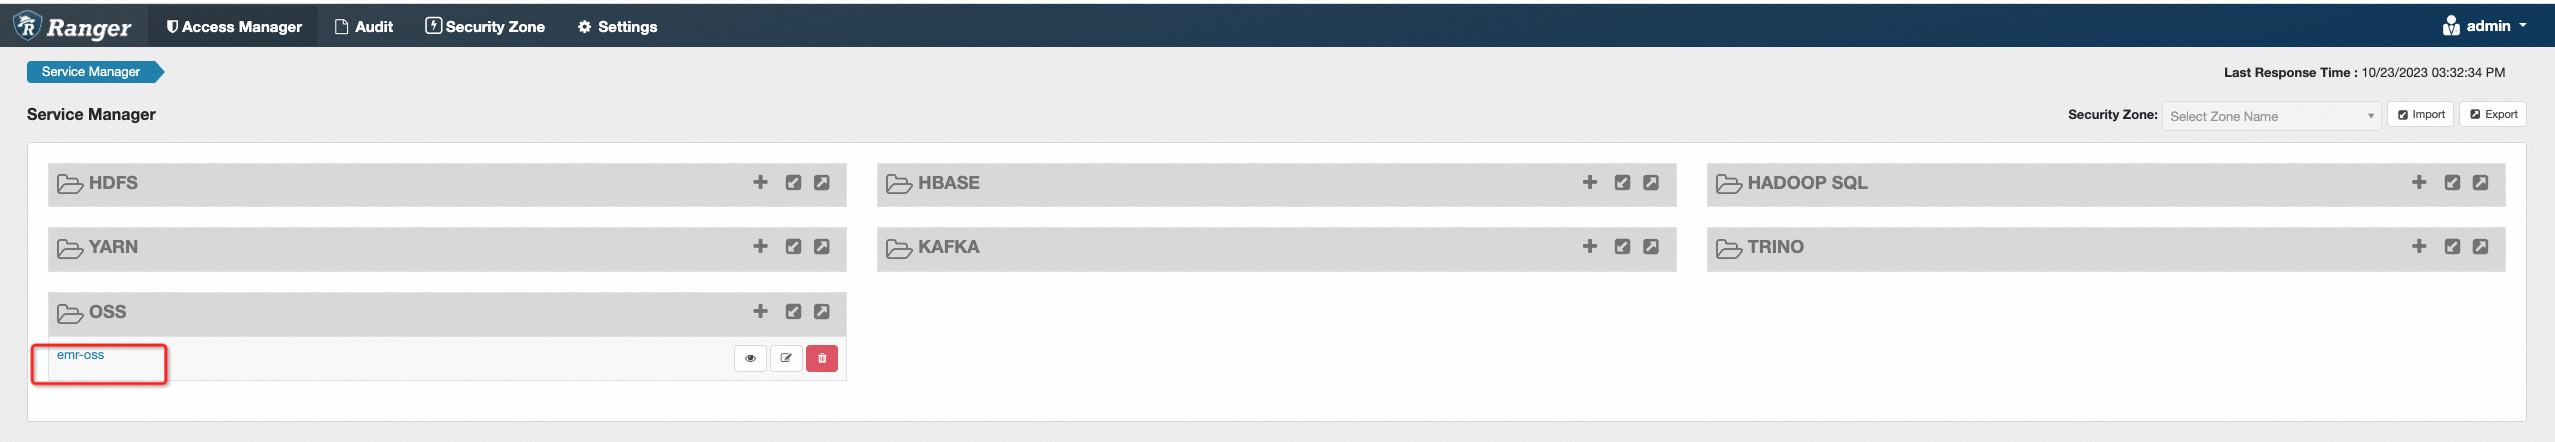 Ranger Access Manager Audit Security Zone Settings admin
Service Manager
Last Response Time : 10/23/2023 03:32:34 PM
Service Manager
Security Zone: Select Zone Name Import Export
HDFS
HBASE
HADOOP SQL
YARN
KAFKA
TRINO
OSS
emr-oss